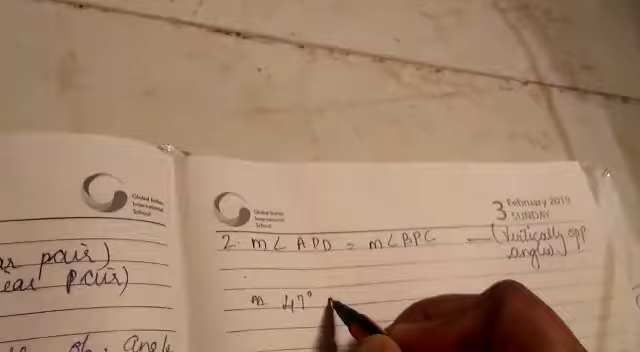 Global Indian
International
School
Global Indian
International
School
3 February 2019
SUNDAY
pair)
pair)
angle
2. m∠APD = m∠BPC — (Vertically opp
angles)
47°